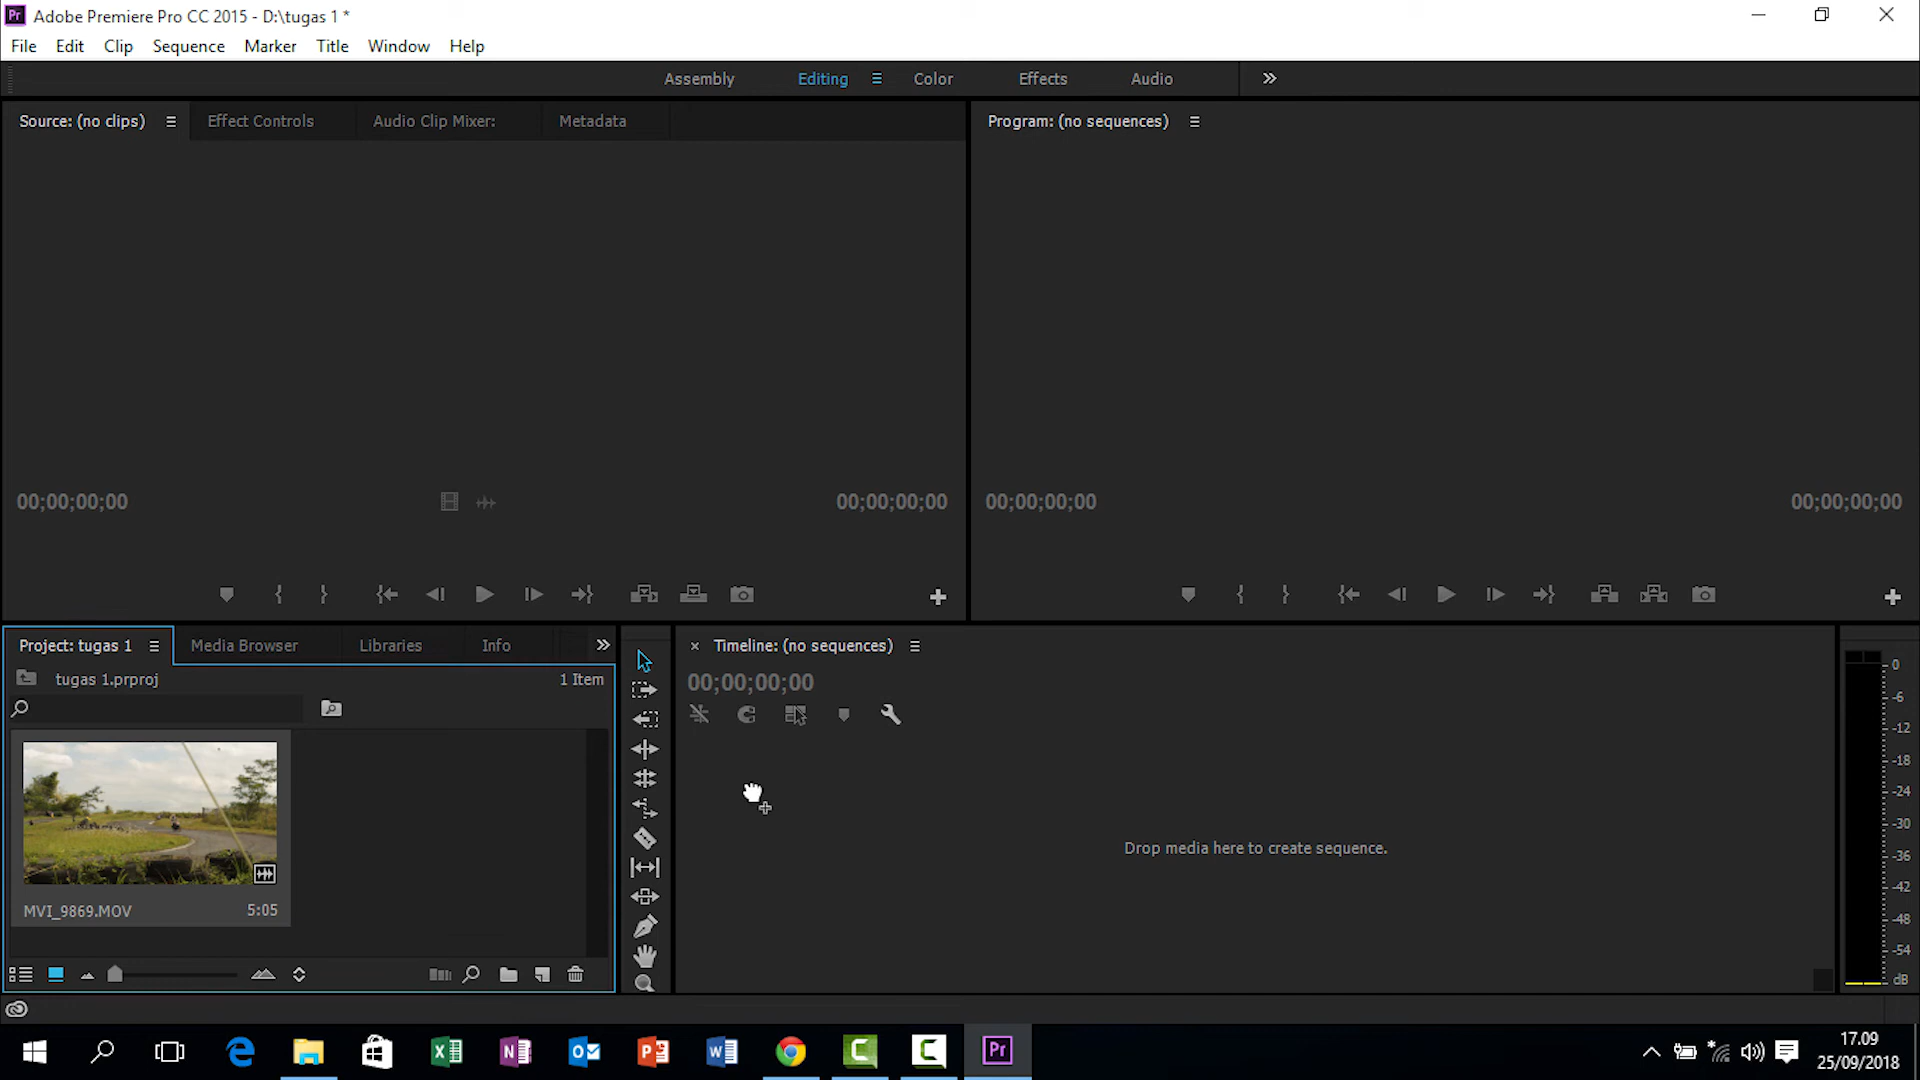 Adobe Premiere Pro CC 2015 - D:\tugas 1 *
File Edit Clip Sequence Marker Title Window Help
Assembly Editing Color Effects Audio
Source: (no clips) Effect Controls Audio Clip Mixer: Metadata
Program: (no sequences)
00;00;00;00 00;00;00;00
00;00;00;00 00;00;00;00
Project: tugas 1 Media Browser Libraries Info
tugas 1.prproj 1 Item
MVI_9869.MOV 5:05
Timeline: (no sequences)
00;00;00;00
Drop media here to create sequence.
0
-6
-12
-18
-24
-30
-36
-42
-48
-54
dB
17.09
25/09/2018